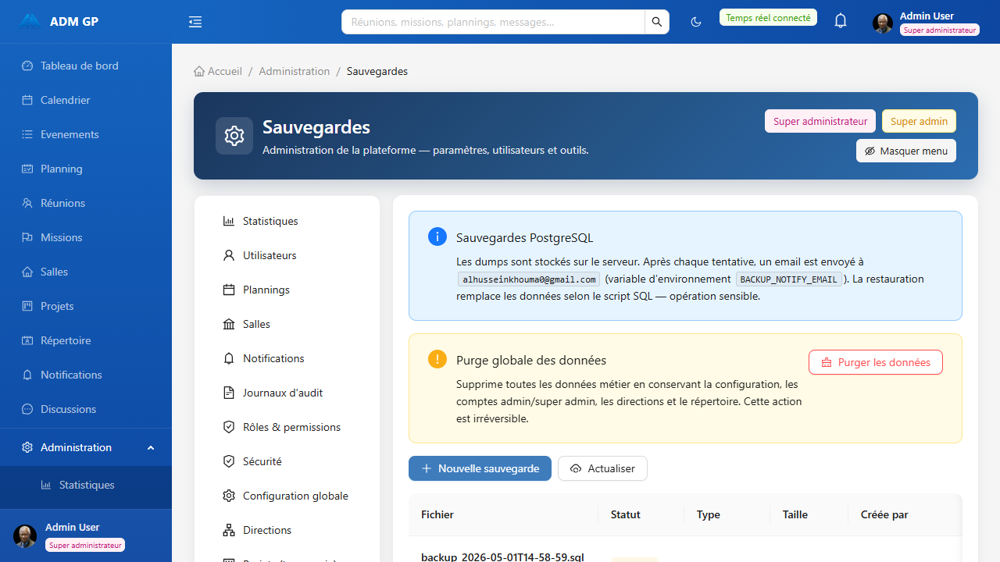 ADM GP
Réunions, missions, plannings, messages...
Temps réel connecté
Admin User
Super administrateur
Tableau de bord
Calendrier
Evenements
Planning
Réunions
Missions
Salles
Projets
Répertoire
Notifications
Discussions
Administration
Statistiques
Admin User
Super administrateur
Accueil / Administration / Sauvegardes
Sauvegardes
Administration de la plateforme — paramètres, utilisateurs et outils.
Super administrateur
Super admin
Masquer menu
Statistiques
Utilisateurs
Plannings
Salles
Notifications
Journaux d'audit
Rôles & permissions
Sécurité
Configuration globale
Directions
Sauvegardes PostgreSQL
Les dumps sont stockés sur le serveur. Après chaque tentative, un email est envoyé à
alhusseinkhouma0@gmail.com (variable d'environnement BACKUP_NOTIFY_EMAIL). La restauration
remplace les données selon le script SQL — opération sensible.
Purge globale des données
Supprime toutes les données métier en conservant la configuration, les
comptes admin/super admin, les directions et le répertoire. Cette action
est irréversible.
Purger les données
Nouvelle sauvegarde
Actualiser
Fichier Statut Type Taille Créée par
backup_2026-05-01T14-58-59.sql